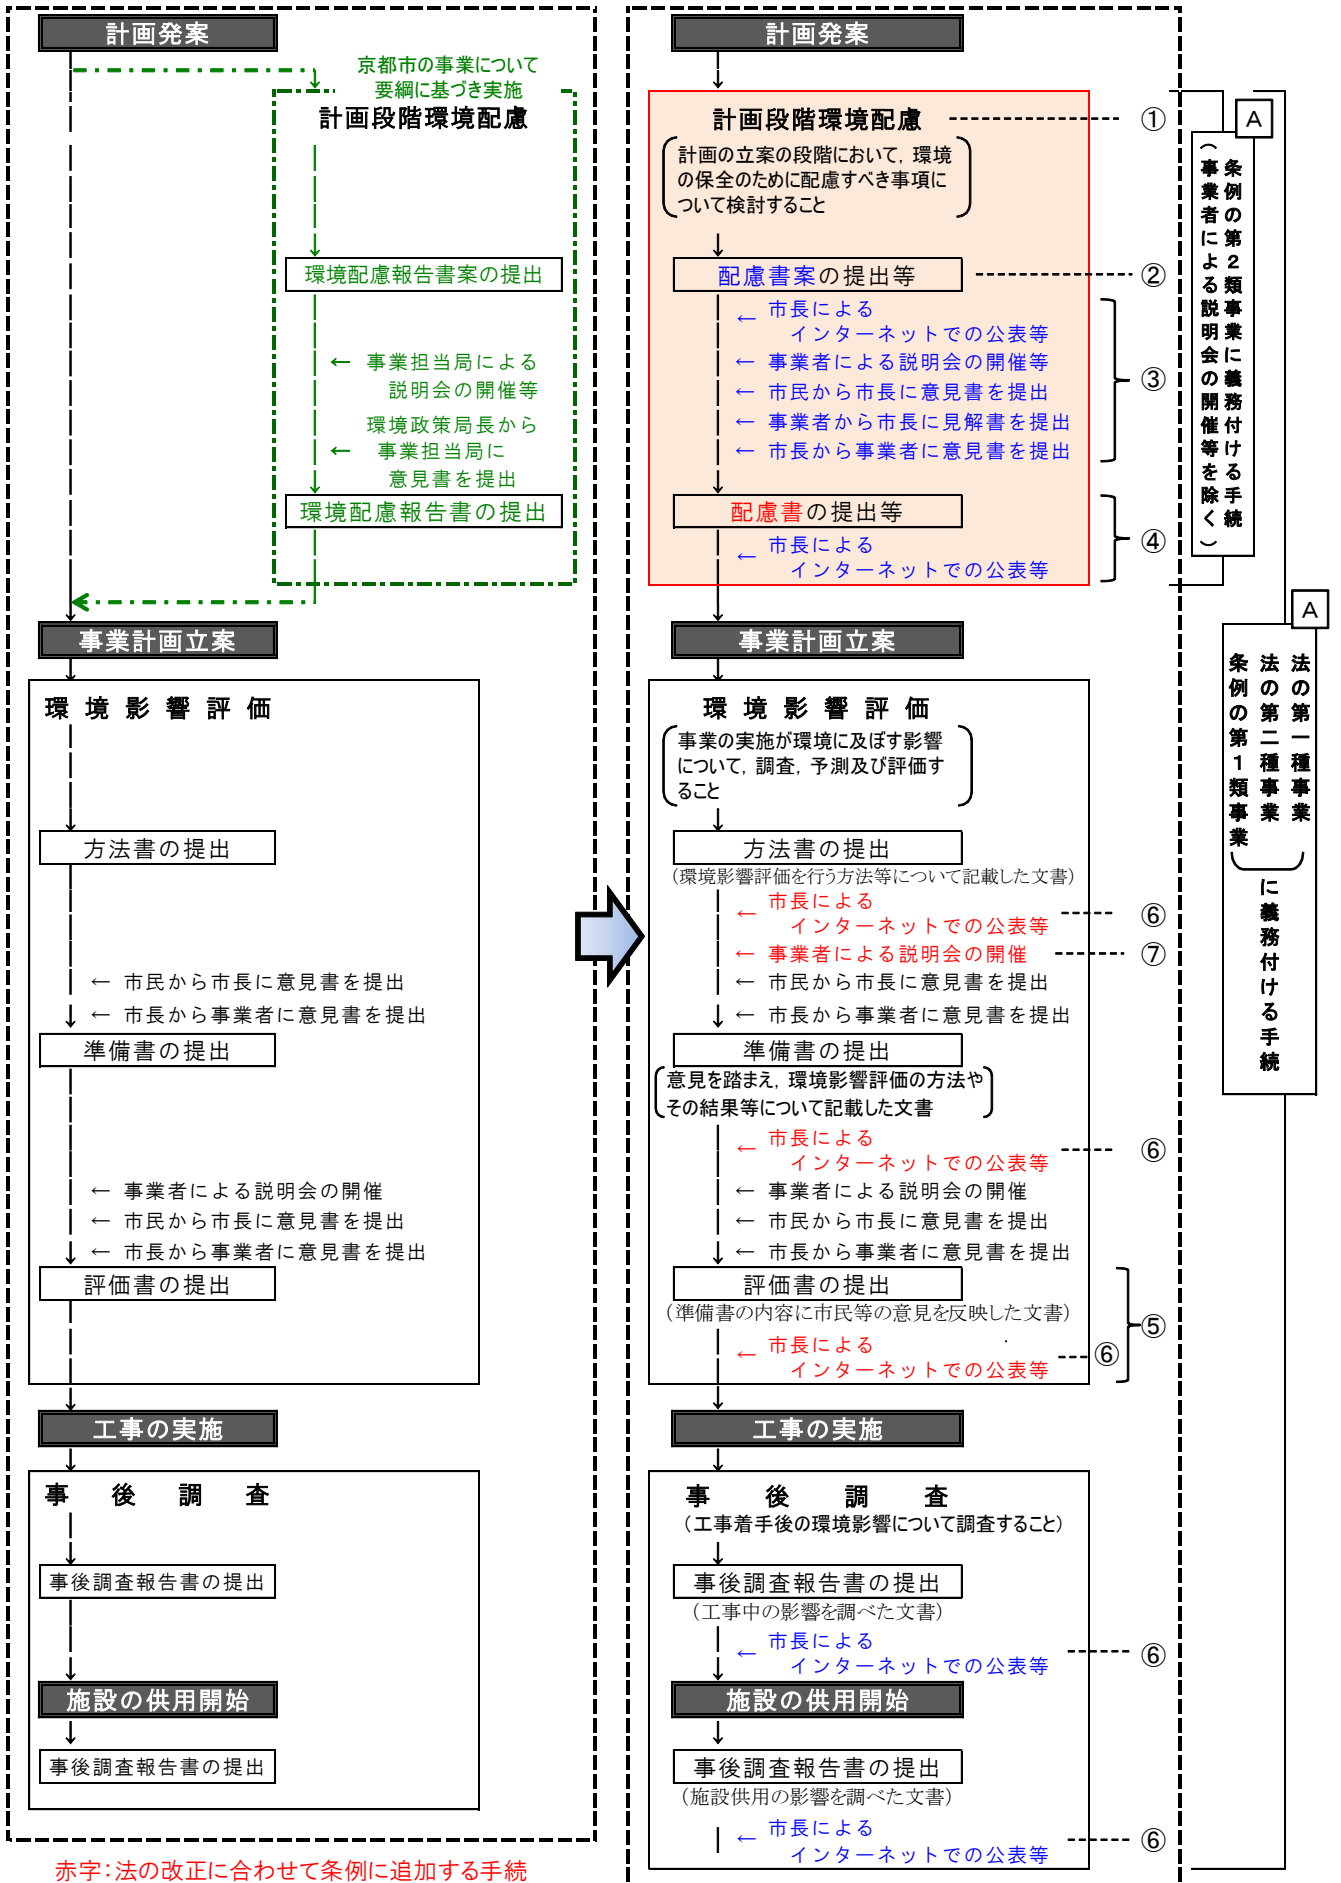 計画発案
京都市の事業について
要綱に基づき実施
計画段階環境配慮
環境配慮報告書案の提出
← 事業担当局による
説明会の開催等
環境政策局長から
← 事業担当局に
意見書を提出
環境配慮報告書の提出
事業計画立案
環境影響評価
方法書の提出
← 市民から市長に意見書を提出
← 市長から事業者に意見書を提出
準備書の提出
← 事業者による説明会の開催
← 市民から市長に意見書を提出
← 市長から事業者に意見書を提出
評価書の提出
工事の実施
事後調査
事後調査報告書の提出
施設の供用開始
事後調査報告書の提出
赤字：法の改正に合わせて条例に追加する手続
計画発案
計画段階環境配慮 ①
計画の立案の段階において，環境
の保全のために配慮すべき事項に
ついて検討すること
配慮書案の提出等 ②
← 市長による
インターネットでの公表等
← 事業者による説明会の開催等
← 市民から市長に意見書を提出
③
← 事業者から市長に見解書を提出
← 市長から事業者に意見書を提出
配慮書の提出等
④
← 市長による
インターネットでの公表等
事業計画立案
環境影響評価
事業の実施が環境に及ぼす影響
について，調査，予測及び評価す
ること
方法書の提出
（環境影響評価を行う方法等について記載した文書）
← 市長による
インターネットでの公表等 ⑥
← 事業者による説明会の開催 ⑦
← 市民から市長に意見書を提出
← 市長から事業者に意見書を提出
準備書の提出
意見を踏まえ，環境影響評価の方法や
その結果等について記載した文書
← 市長による
インターネットでの公表等 ⑥
← 事業者による説明会の開催
← 市民から市長に意見書を提出
← 市長から事業者に意見書を提出
評価書の提出
（準備書の内容に市民等の意見を反映した文書）
⑤
← 市長による
インターネットでの公表等 ⑥
工事の実施
事後調査
（工事着手後の環境影響について調査すること）
事後調査報告書の提出
（工事中の影響を調べた文書）
← 市長による
インターネットでの公表等 ⑥
施設の供用開始
事後調査報告書の提出
（施設供用の影響を調べた文書）
← 市長による
インターネットでの公表等 ⑥
A
条例の第２類事業に義務付ける手続
（事業者による説明会の開催等を除く）
A
法の第一種事業
法の第二種事業
条例の第１類事業
に義務付ける手続